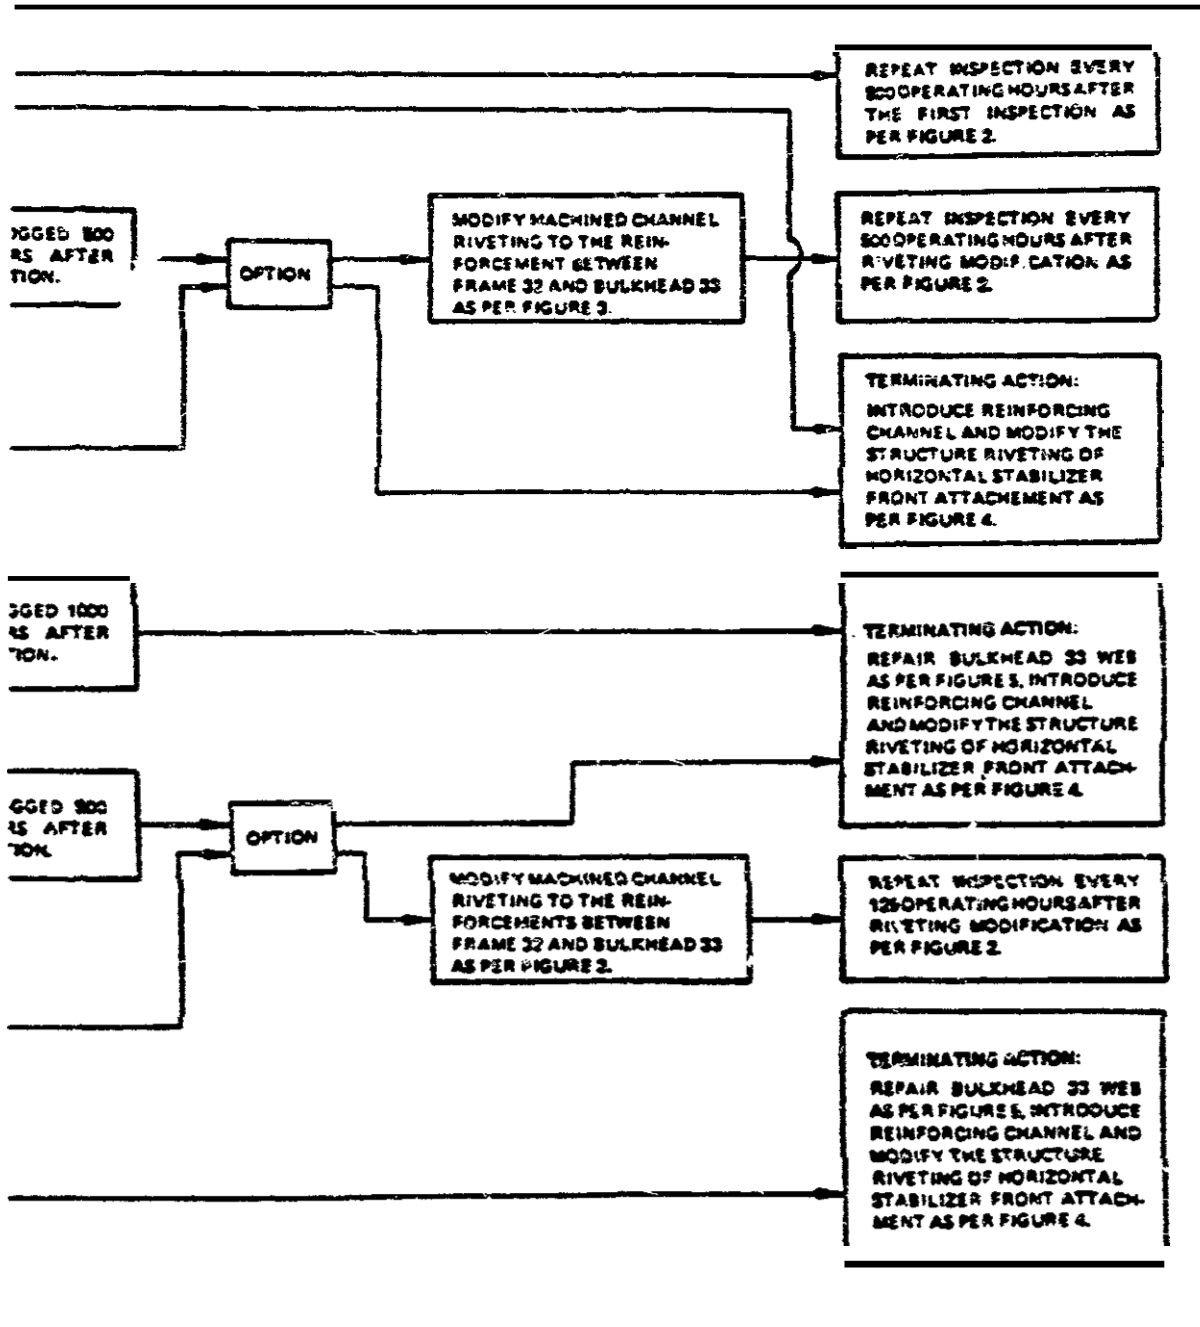 REPEAT INSPECTION EVERY
OPERATING HOURS AFTER
THE FIRST INSPECTION AS
PER FIGURE 2.
OGGED
RS AFTER
TION.
OPTION
MODIFY MACHINED CHANNEL
RIVETING TO THE REIN-
FORCEMENT BETWEEN
FRAME 32 AND BULKHEAD 33
AS PER FIGURE 3.
REPEAT INSPECTION EVERY
OPERATING HOURS AFTER
RIVETING MODIFICATION AS
PER FIGURE 2.
TERMINATING ACTION:
INTRODUCE REINFORCING
CHANNEL AND MODIFY THE
STRUCTURE RIVETING OF
HORIZONTAL STABILIZER
FRONT ATTACHEMENT AS
PER FIGURE 4.
GGED 1000
RS AFTER
TION.
TERMINATING ACTION:
REPAIR BULKHEAD 33 WEB
AS PER FIGURE 5, INTRODUCE
REINFORCING CHANNEL
AND MODIFY THE STRUCTURE
RIVETING OF HORIZONTAL
STABILIZER FRONT ATTACH-
MENT AS PER FIGURE 4.
GGED
RS AFTER
TION.
OPTION
MODIFY MACHINED CHANNEL
RIVETING TO THE REIN-
FORCEMENTS BETWEEN
FRAME 32 AND BULKHEAD 33
AS PER FIGURE
REPEAT INSPECTION EVERY
125 OPERATING HOURS AFTER
RIVETING MODIFICATION AS
PER FIGURE 2.
TERMINATING ACTION:
REPAIR BULKHEAD 33 WEB
AS PER FIGURE 5, INTRODUCE
REINFORCING CHANNEL AND
MODIFY THE STRUCTURE
RIVETING OF HORIZONTAL
STABILIZER FRONT ATTACH-
MENT AS PER FIGURE 4.